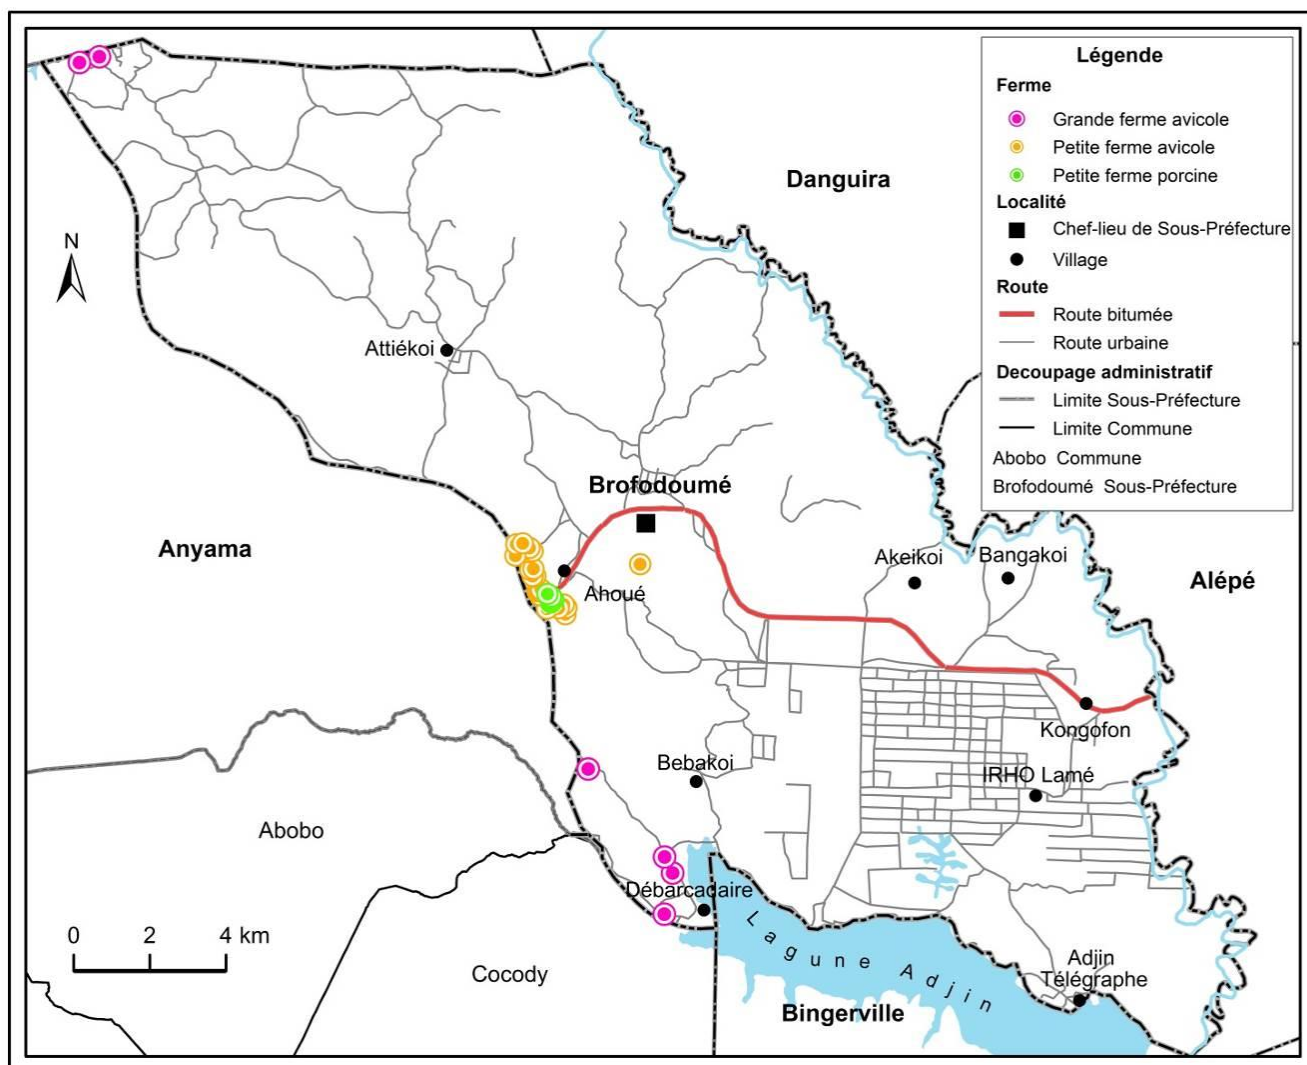 Légende
Ferme
Grande ferme avicole
Petite ferme avicole
Petite ferme porcine
Localité
Chef-lieu de Sous-Préfecture
Village
Route
Route bitumée
Route urbaine
Decoupage administratif
Limite Sous-Préfecture
Limite Commune
Abobo Commune
Brofodoumé Sous-Préfecture
Danguira
N
Attiékoi
Brofodoumé
Anyama
Akeikoi
Bangakoi
Alépé
Ahoué
Kongofon
Bebakoi
IRHO Lamé
Abobo
Débarcadaire
Lagune Adjin
0 2 4 km
Cocody
Adjin
Télégraphe
Bingerville